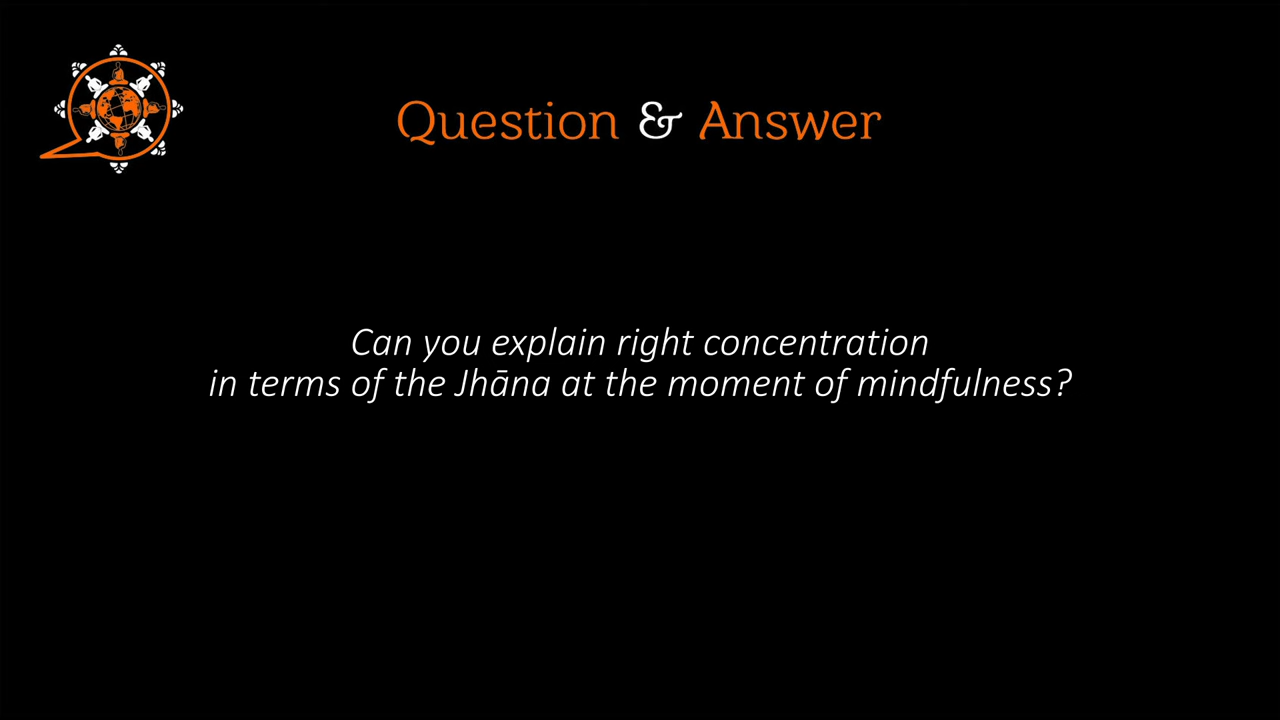 Question & Answer
Can you explain right concentration
in terms of the Jhāna at the moment of mindfulness?